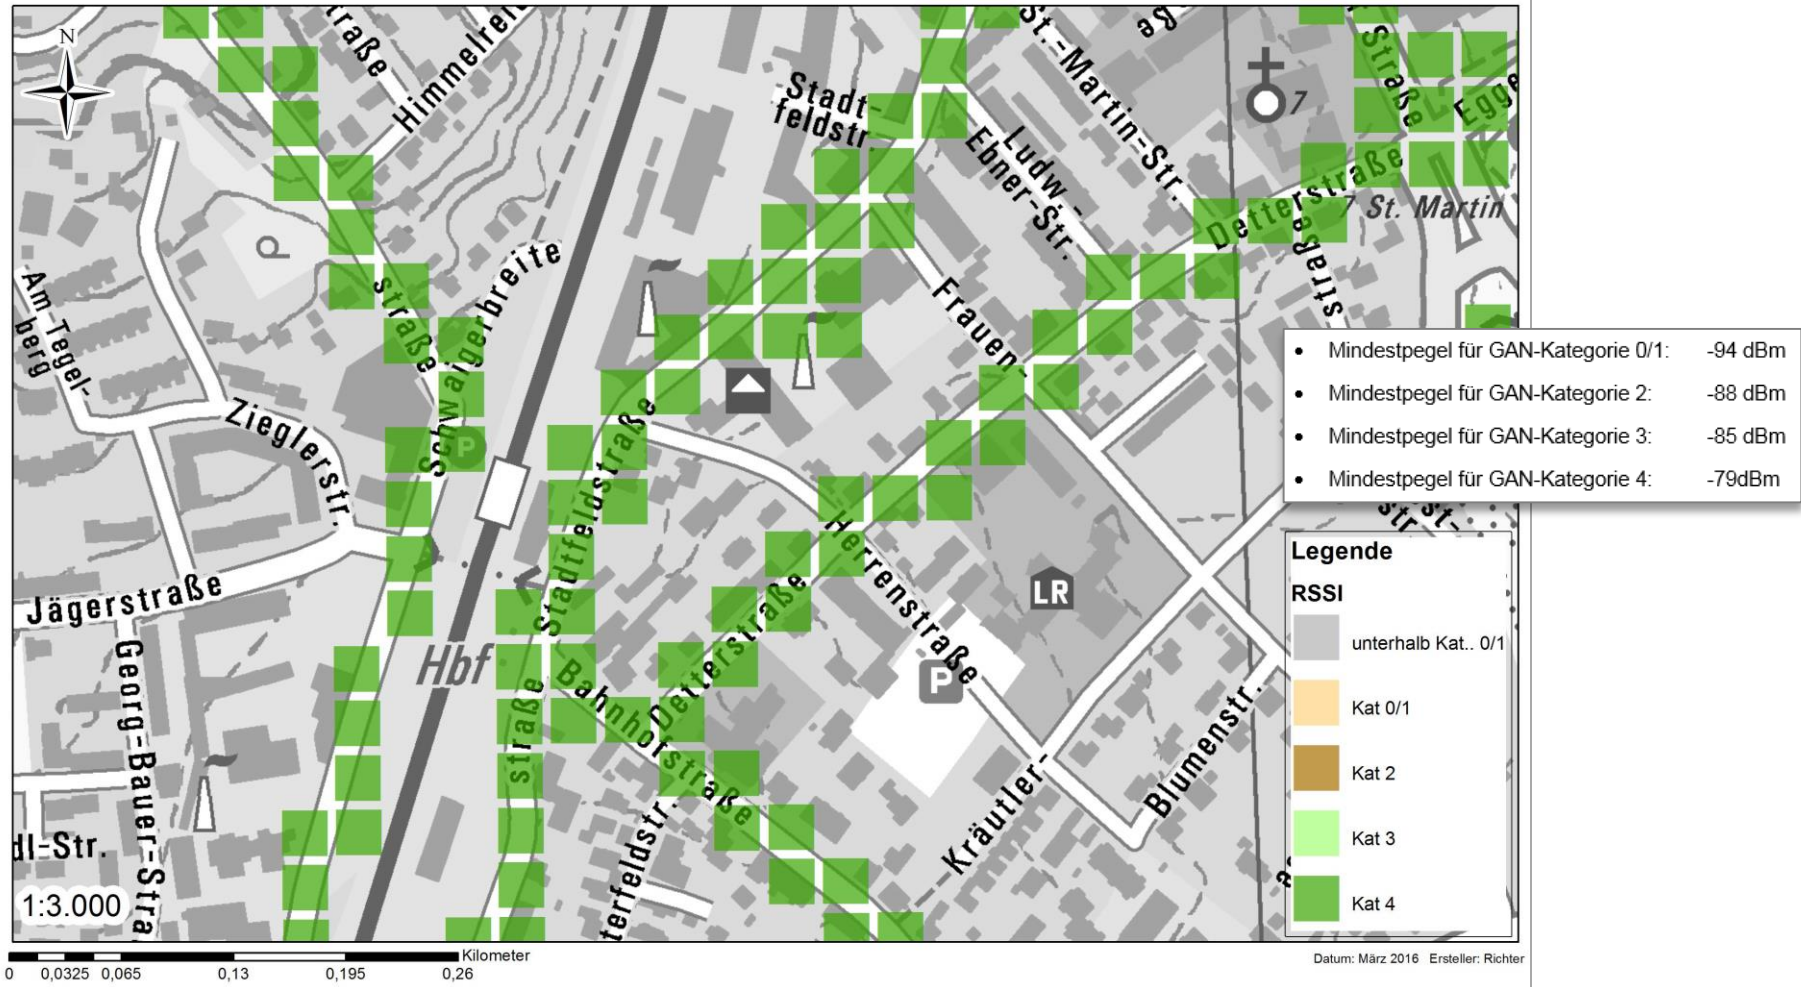 N
straße
Himmelrei
Stadt-
feldstr.
St.-Martin-Str.
Ludw.-
Ebner-Str.
7
Straße
Egge
Detterstraße
7 St. Martin
straße
Am Tegel-
berg
straße
Schwaigerbreite
Frauen-
Zieglerstr.
P
Stadtfeldstraße
Herrenstraße
Jägerstraße
Georg-Bauer-Stra
Hbf
straße
Bahnhofstraße
Detterstraße
LR
P
Kräutler-
Blumenstr.
dl-Str.
terfeldstr.
1:3.000
• Mindestpegel für GAN-Kategorie 0/1: -94 dBm
• Mindestpegel für GAN-Kategorie 2: -88 dBm
• Mindestpegel für GAN-Kategorie 3: -85 dBm
• Mindestpegel für GAN-Kategorie 4: -79dBm
Legende
RSSI
unterhalb Kat.. 0/1
Kat 0/1
Kat 2
Kat 3
Kat 4
Kilometer
0 0,0325 0,065 0,13 0,195 0,26
Datum: März 2016 Ersteller: Richter